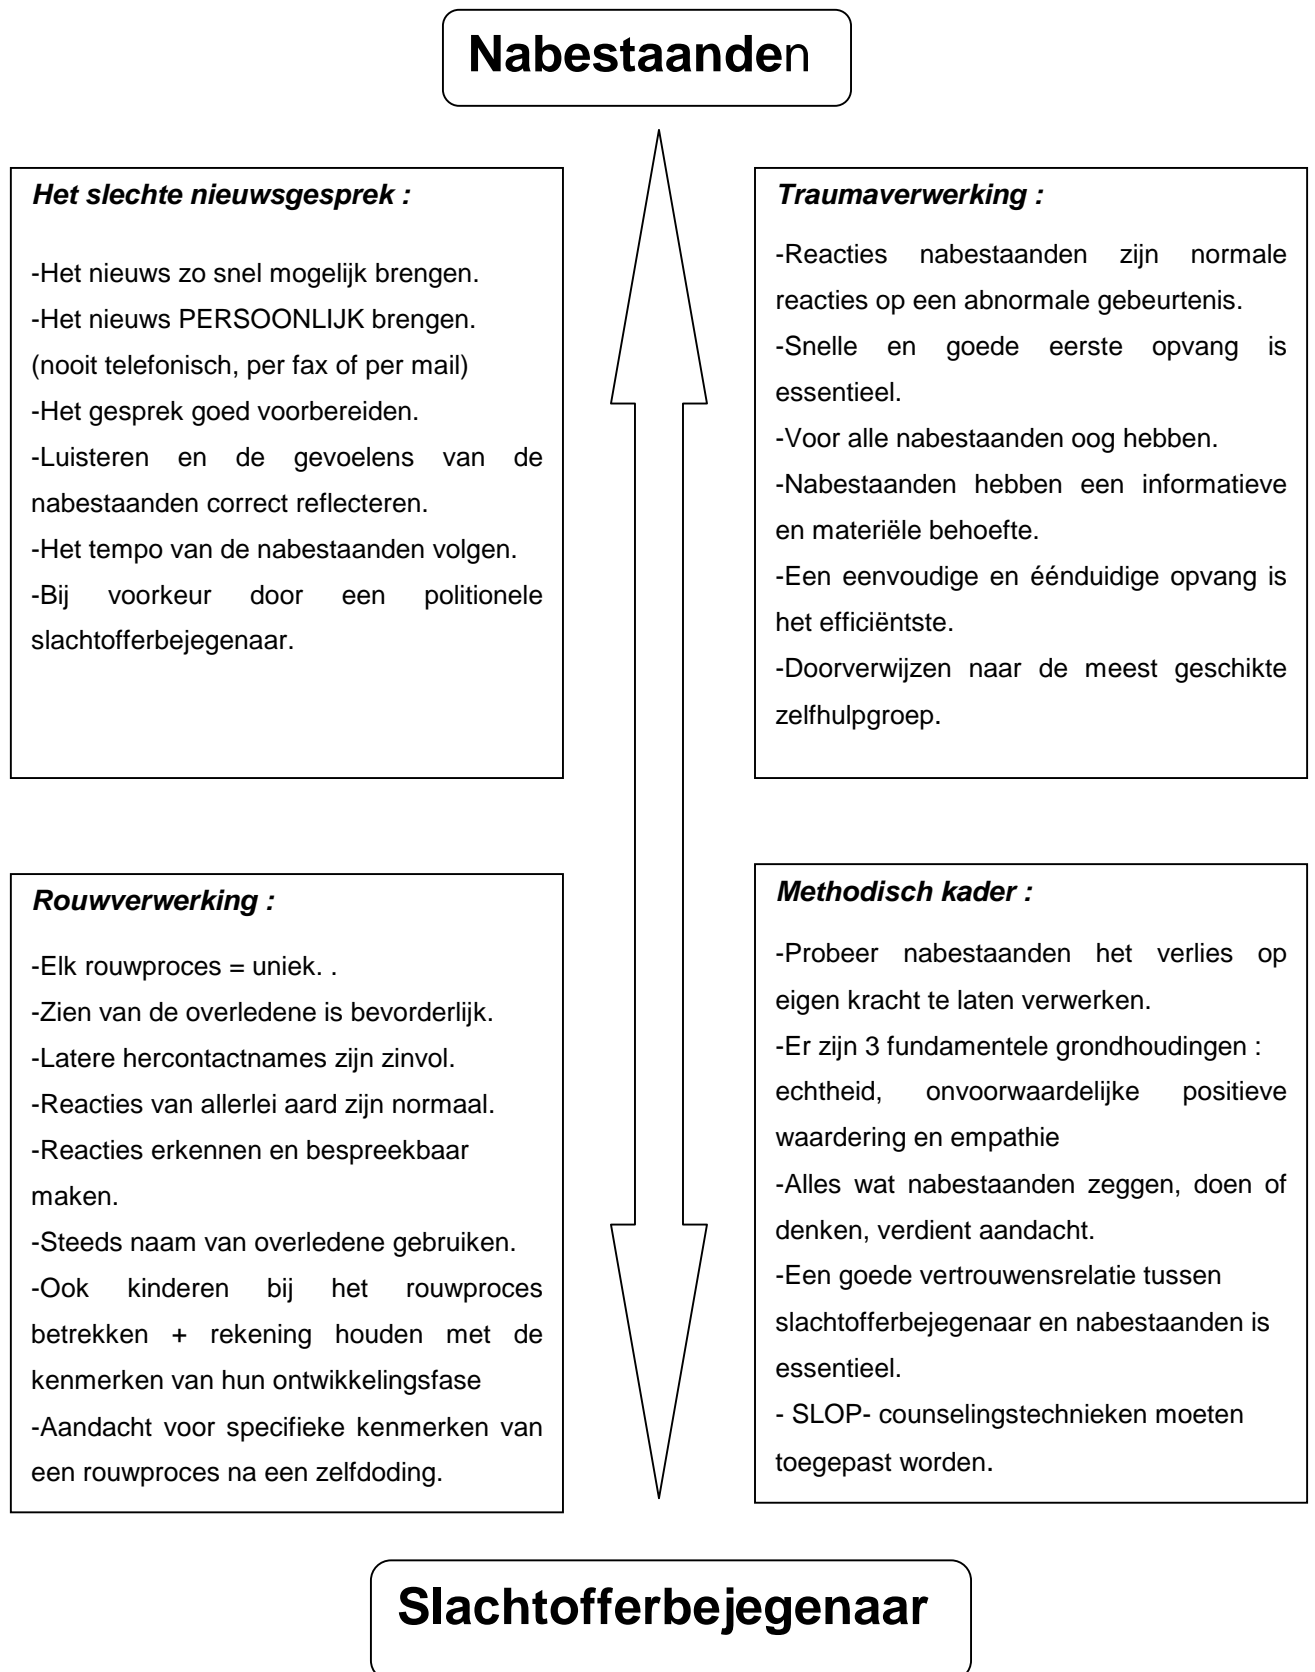 Nabestaanden
Het slechte nieuwsgesprek :
-Het nieuws zo snel mogelijk brengen.
-Het nieuws PERSOONLIJK brengen.
(nooit telefonisch, per fax of per mail)
-Het gesprek goed voorbereiden.
-Luisteren en de gevoelens van de
nabestaanden correct reflecteren.
-Het tempo van de nabestaanden volgen.
-Bij voorkeur door een politionele
slachtofferbejegenaar.
Traumaverwerking :
-Reacties nabestaanden zijn normale
reacties op een abnormale gebeurtenis.
-Snelle en goede eerste opvang is
essentieel.
-Voor alle nabestaanden oog hebben.
-Nabestaanden hebben een informatieve
en materiële behoefte.
-Een eenvoudige en éénduidige opvang is
het efficiëntste.
-Doorverwijzen naar de meest geschikte
zelfhulpgroep.
Rouwverwerking :
-Elk rouwproces = uniek. .
-Zien van de overledene is bevorderlijk.
-Latere hercontactnames zijn zinvol.
-Reacties van allerlei aard zijn normaal.
-Reacties erkennen en bespreekbaar
maken.
-Steeds naam van overledene gebruiken.
-Ook kinderen bij het rouwproces
betrekken + rekening houden met de
kenmerken van hun ontwikkelingsfase
-Aandacht voor specifieke kenmerken van
een rouwproces na een zelfdoding.
Methodisch kader :
-Probeer nabestaanden het verlies op
eigen kracht te laten verwerken.
-Er zijn 3 fundamentele grondhoudingen :
echtheid, onvoorwaardelijke positieve
waardering en empathie
-Alles wat nabestaanden zeggen, doen of
denken, verdient aandacht.
-Een goede vertrouwensrelatie tussen
slachtofferbejegenaar en nabestaanden is
essentieel.
- SLOP- counselingstechnieken moeten
toegepast worden.
Slachtofferbejegenaar